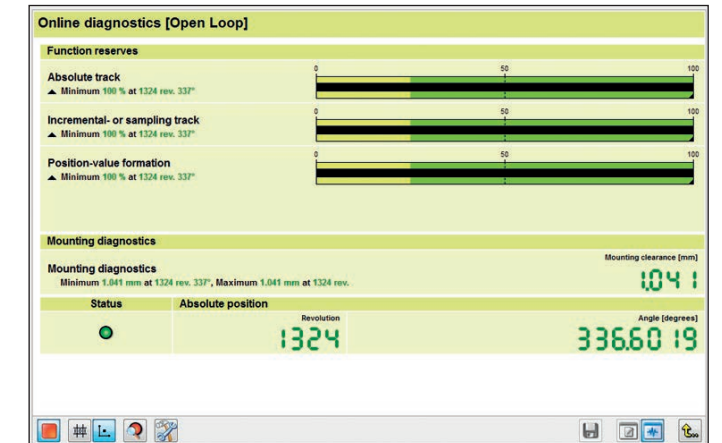 Online diagnostics [Open Loop]
Function reserves
Absolute track
0 50 100
▲ Minimum 100 % at 1324 rev. 337°
Incremental- or sampling track
0 50 100
▲ Minimum 100 % at 1324 rev. 337°
Position-value formation
0 50 100
▲ Minimum 100 % at 1324 rev. 337°
Mounting diagnostics
Mounting clearance [mm]
Mounting diagnostics
Minimum 1.041 mm at 1324 rev. 337°, Maximum 1.041 mm at 1324 rev.
1,041
Status Absolute position
Revolution Angle [degrees]
1324 336,6019